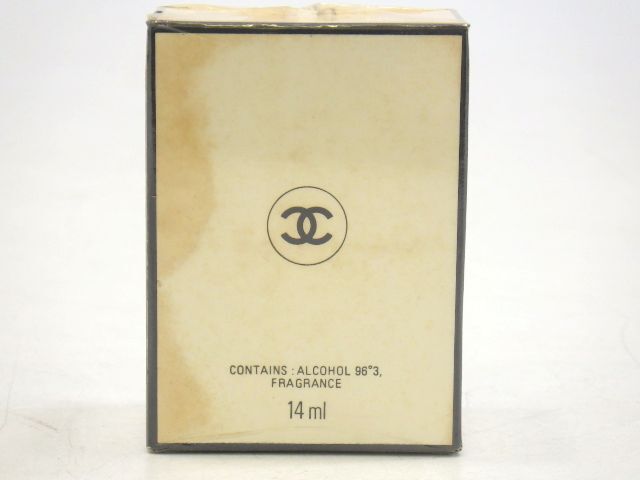 CONTAINS : ALCOHOL 96°3,
FRAGRANCE
14 ml